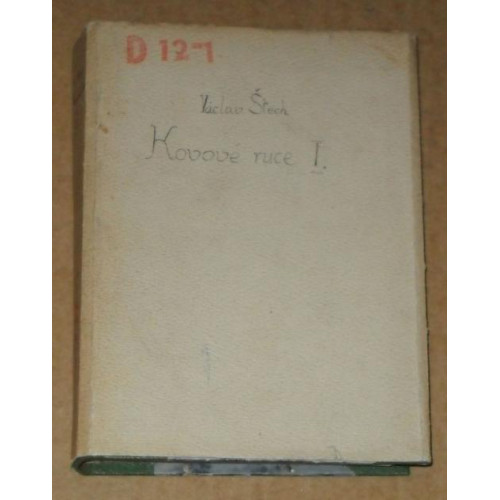 D 12-1
Václav Štech
Kovové ruce I.